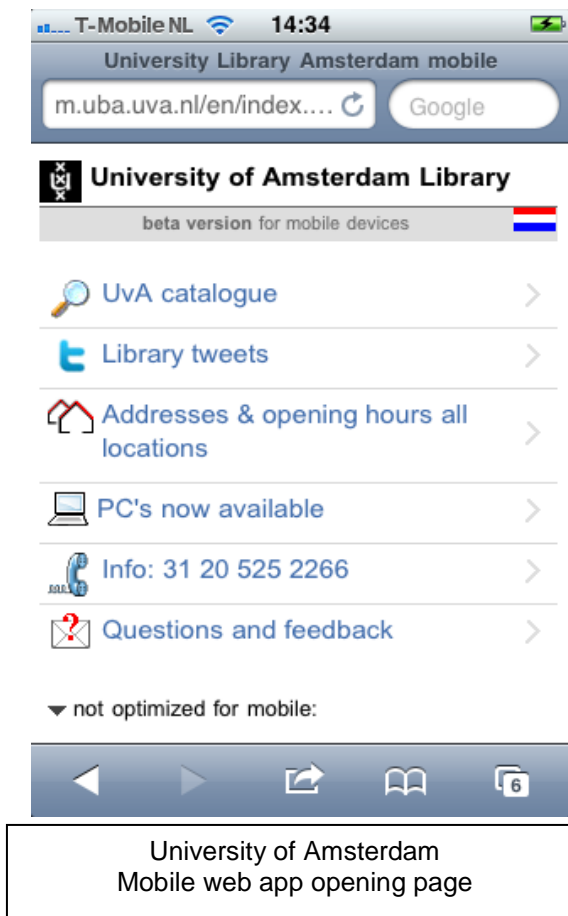 T-Mobile NL 14:34
University Library Amsterdam mobile
m.uba.uva.nl/en/index.... Google
University of Amsterdam Library
beta version for mobile devices
UvA catalogue
Library tweets
Addresses & opening hours all
locations
PC's now available
Info: 31 20 525 2266
Questions and feedback
not optimized for mobile:
6
University of Amsterdam
Mobile web app opening page